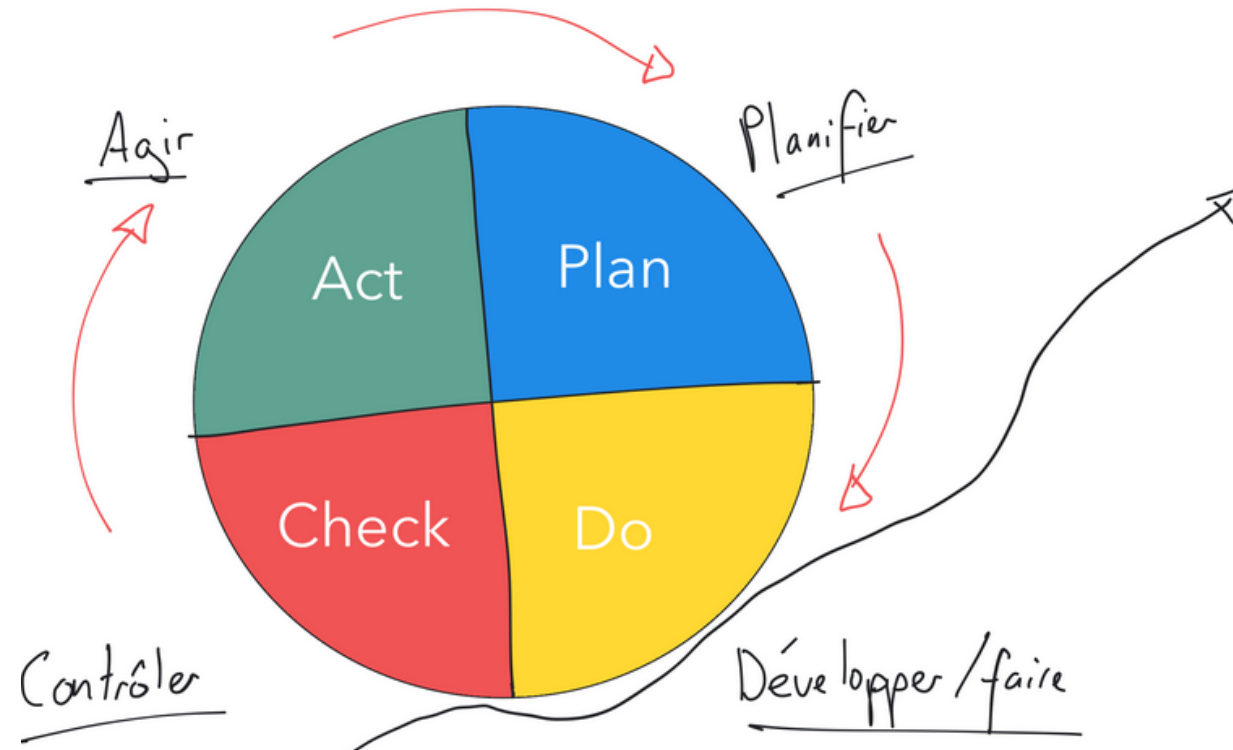 Agir
Planifier
Act
Plan
Check
Do
Contrôler
Développer/faire